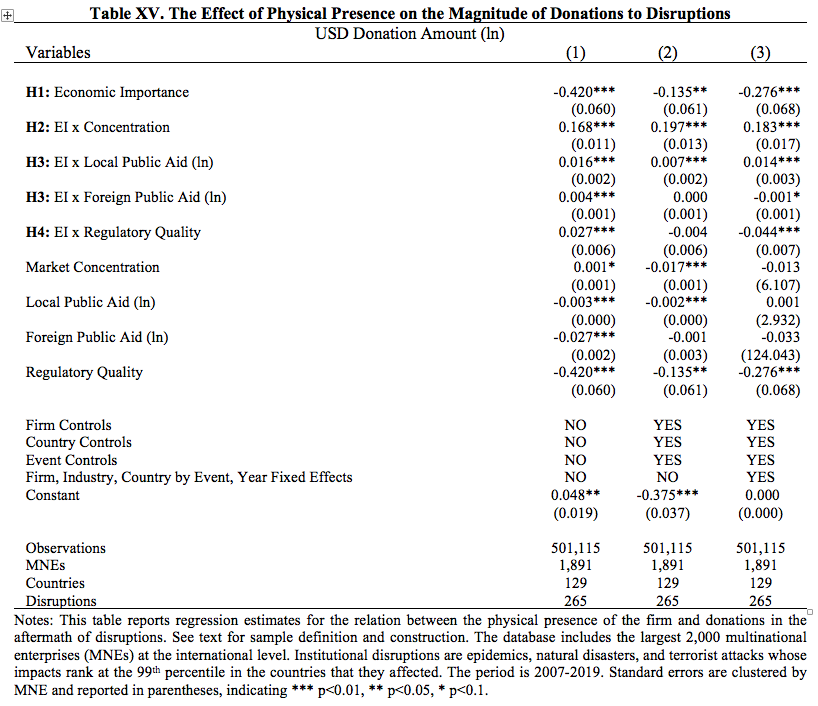 Table XV. The Effect of Physical Presence on the Magnitude of Donations to Disruptions
USD Donation Amount (ln)
Variables (1) (2) (3)
H1: Economic Importance -0.420*** -0.135** -0.276***
(0.060) (0.061) (0.068)
H2: EI x Concentration 0.168*** 0.197*** 0.183***
(0.011) (0.013) (0.017)
H3: EI x Local Public Aid (ln) 0.016*** 0.007*** 0.014***
(0.002) (0.002) (0.003)
H3: EI x Foreign Public Aid (ln) 0.004*** 0.000 -0.001*
(0.001) (0.001) (0.001)
H4: EI x Regulatory Quality 0.027*** -0.004 -0.044***
(0.006) (0.006) (0.007)
Market Concentration 0.001* -0.017*** -0.013
(0.001) (0.001) (6.107)
Local Public Aid (ln) -0.003*** -0.002*** 0.001
(0.000) (0.000) (2.932)
Foreign Public Aid (ln) -0.027*** -0.001 -0.033
(0.002) (0.003) (124.043)
Regulatory Quality -0.420*** -0.135** -0.276***
(0.060) (0.061) (0.068)
Firm Controls NO YES YES
Country Controls NO YES YES
Event Controls NO YES YES
Firm, Industry, Country by Event, Year Fixed Effects NO NO YES
Constant 0.048** -0.375*** 0.000
(0.019) (0.037) (0.000)
Observations 501,115 501,115 501,115
MNEs 1,891 1,891 1,891
Countries 129 129 129
Disruptions 265 265 265
Notes: This table reports regression estimates for the relation between the physical presence of the firm and donations in the
aftermath of disruptions. See text for sample definition and construction. The database includes the largest 2,000 multinational
enterprises (MNEs) at the international level. Institutional disruptions are epidemics, natural disasters, and terrorist attacks whose
impacts rank at the 99th percentile in the countries that they affected. The period is 2007-2019. Standard errors are clustered by
MNE and reported in parentheses, indicating *** p<0.01, ** p<0.05, * p<0.1.